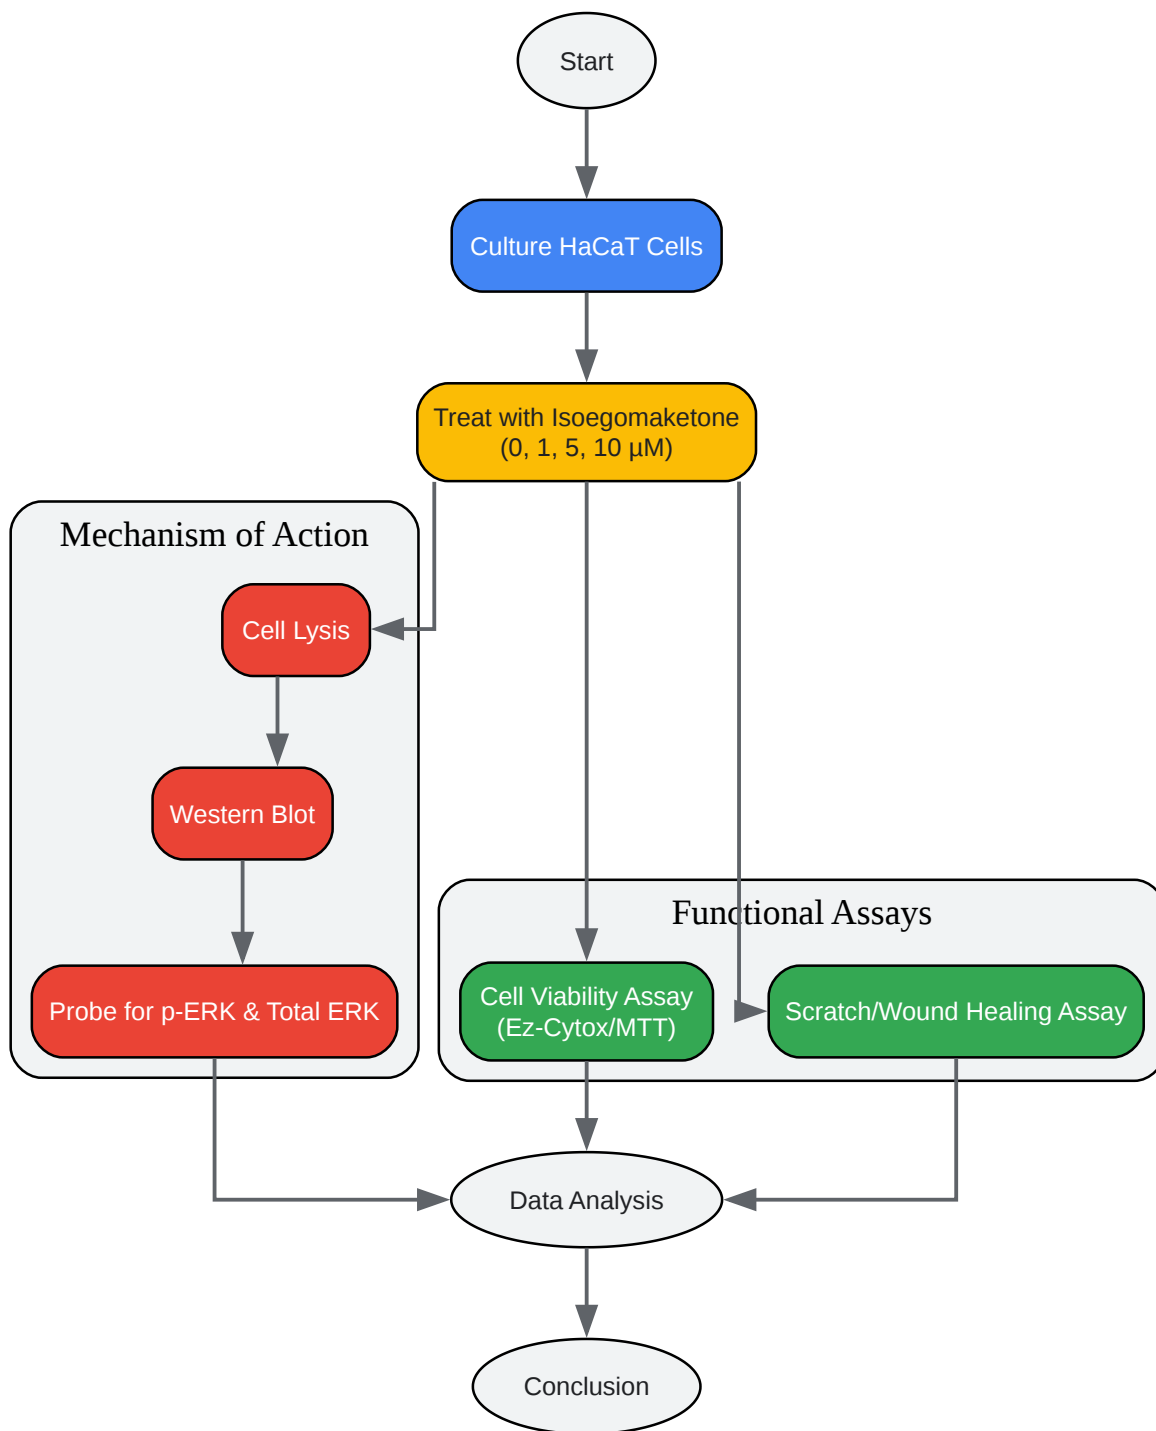 Start
Culture HaCaT Cells
Treat with Isoegomaketone
(0, 1, 5, 10 µM)
Mechanism of Action
Cell Lysis
Western Blot
Probe for p-ERK & Total ERK
Functional Assays
Cell Viability Assay
(Ez-Cytox/MTT)
Scratch/Wound Healing Assay
Data Analysis
Conclusion